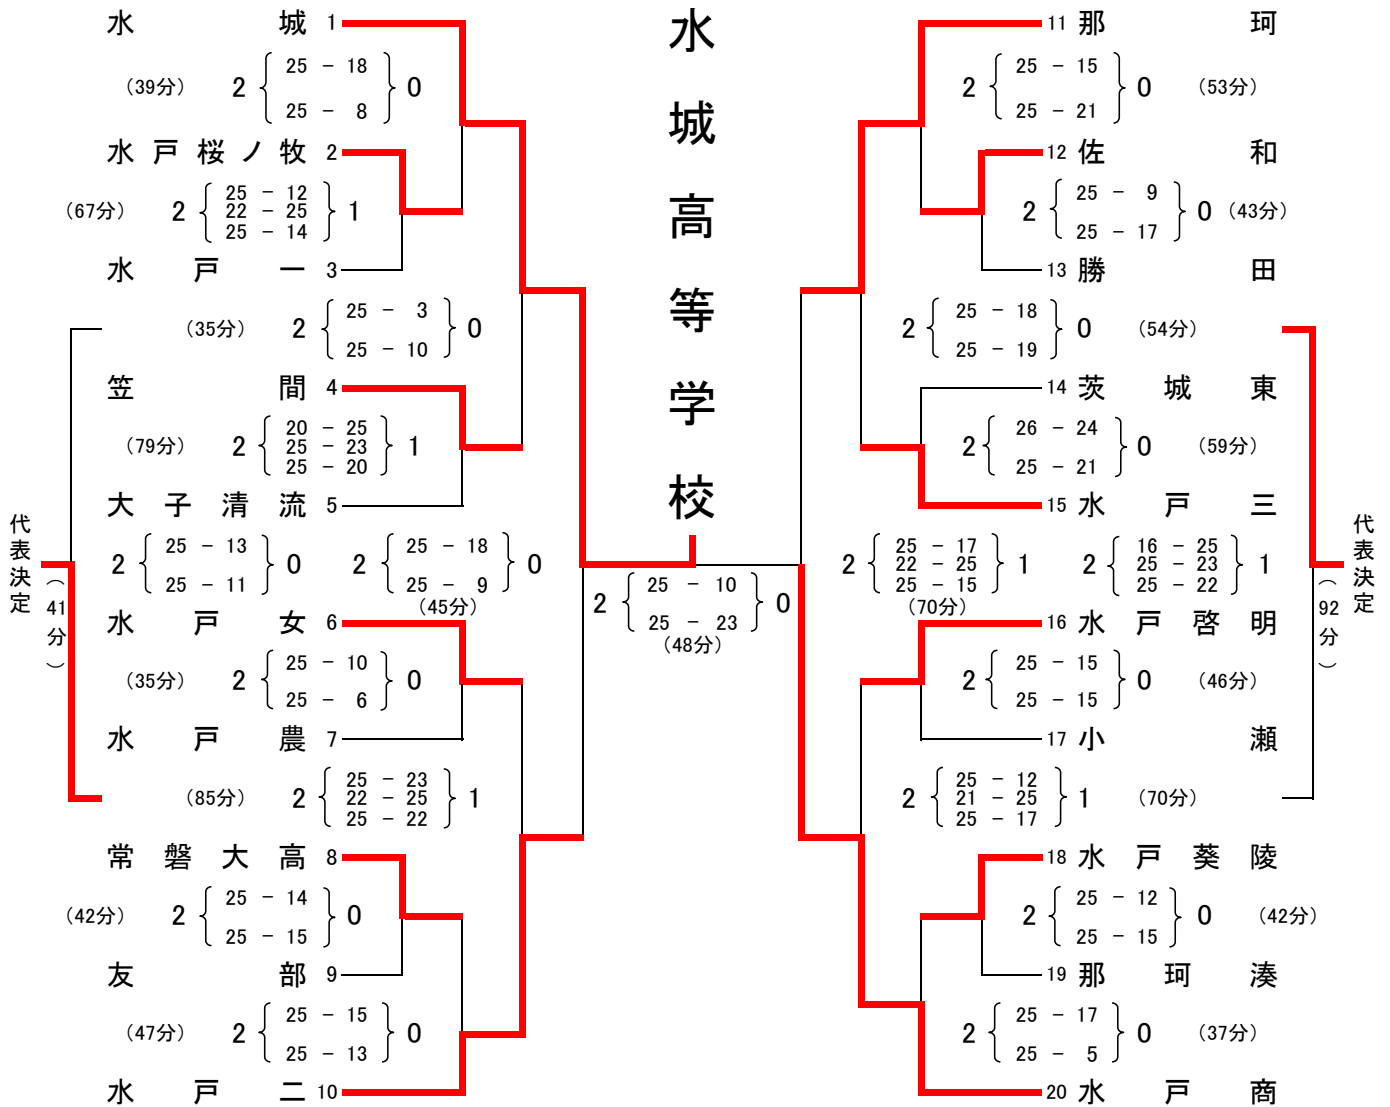 水城高等学校
水城 1
(39分) 2 25 - 18 0
25 - 8
水戸桜ノ牧 2
(67分) 2 25 - 12 1
22 - 25
25 - 14
水戸一 3
(35分) 2 25 - 3 0
25 - 10
笠間 4
(79分) 2 20 - 25 1
25 - 23
25 - 20
大子清流 5
代表決定
(41分)
2 25 - 13 0
25 - 11
2 25 - 18 0
25 - 9
(45分)
水戸女 6
(35分) 2 25 - 10 0
25 - 6
水戸農 7
(85分) 2 25 - 23 1
22 - 25
25 - 22
常磐大高 8
(42分) 2 25 - 14 0
25 - 15
友部 9
(47分) 2 25 - 15 0
25 - 13
水戸二 10
2 25 - 10 0
25 - 23
(48分)
11 那珂
2 25 - 15 0 (53分)
25 - 21
12 佐和
2 25 - 9 0 (43分)
25 - 17
13 勝田
2 25 - 18 0 (54分)
25 - 19
14 茨城東
2 26 - 24 0 (59分)
25 - 21
15 水戸三
2 25 - 17 1
22 - 25
25 - 15
(70分)
2 16 - 25 1
25 - 23
25 - 22
代表決定
(92分)
16 水戸啓明
2 25 - 15 0 (46分)
25 - 15
17 小瀬
2 25 - 12 1 (70分)
21 - 25
25 - 17
18 水戸葵陵
2 25 - 12 0 (42分)
25 - 15
19 那珂湊
2 25 - 17 0 (37分)
25 - 5
20 水戸商